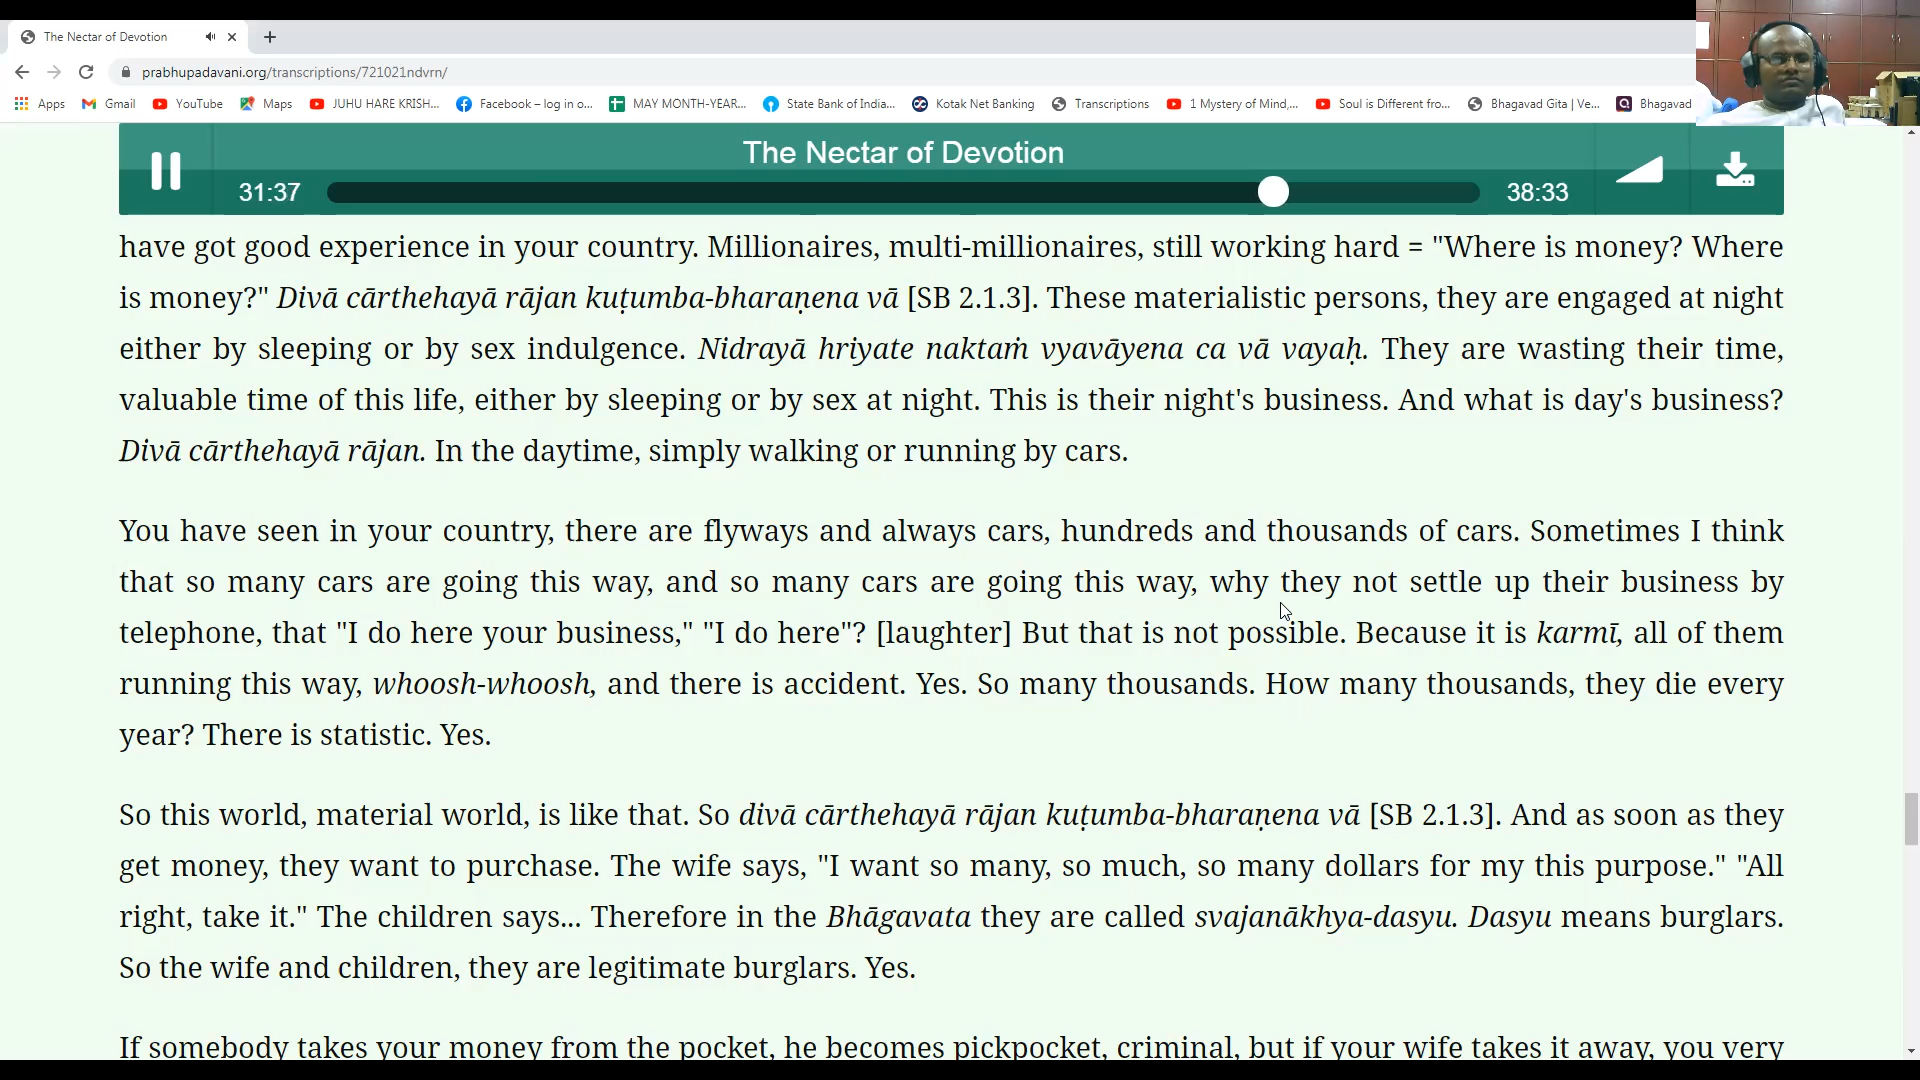 The Nectar of Devotion
prabhupadavani.org/transcriptions/721021ndvrn/
Apps Gmail YouTube Maps JUHU HARE KRISH... Facebook – log in o... MAY MONTH-YEAR... State Bank of Indi... Kotak Net Banking Transcriptions 1 Mystery of Mind,... Soul is Different fro... Bhagavad Gita | Ve... Bhagavad
The Nectar of Devotion
31:37 38:33
have got good experience in your country. Millionaires, multi-millionaires, still working hard = "Where is money? Where
is money?" Divā cārthehayā rājan kuṭumba-bharaṇena vā [SB 2.1.3]. These materialistic persons, they are engaged at night
either by sleeping or by sex indulgence. Nidrayā hriyate naktaṁ vyavāyena ca vā vayaḥ. They are wasting their time,
valuable time of this life, either by sleeping or by sex at night. This is their night's business. And what is day's business?
Divā cārthehayā rājan. In the daytime, simply walking or running by cars.
You have seen in your country, there are flyways and always cars, hundreds and thousands of cars. Sometimes I think
that so many cars are going this way, and so many cars are going this way, why they not settle up their business by
telephone, that "I do here your business," "I do here"? [laughter] But that is not possible. Because it is karmī, all of them
running this way, whoosh-whoosh, and there is accident. Yes. So many thousands. How many thousands, they die every
year? There is statistic. Yes.
So this world, material world, is like that. So divā cārthehayā rājan kuṭumba-bharaṇena vā [SB 2.1.3]. And as soon as they
get money, they want to purchase. The wife says, "I want so many, so much, so many dollars for my this purpose." "All
right, take it." The children says... Therefore in the Bhāgavata they are called svajanākhya-dasyu. Dasyu means burglars.
So the wife and children, they are legitimate burglars. Yes.
If somebody takes your money from the pocket, he becomes pickpocket, criminal, but if your wife takes it away, you very